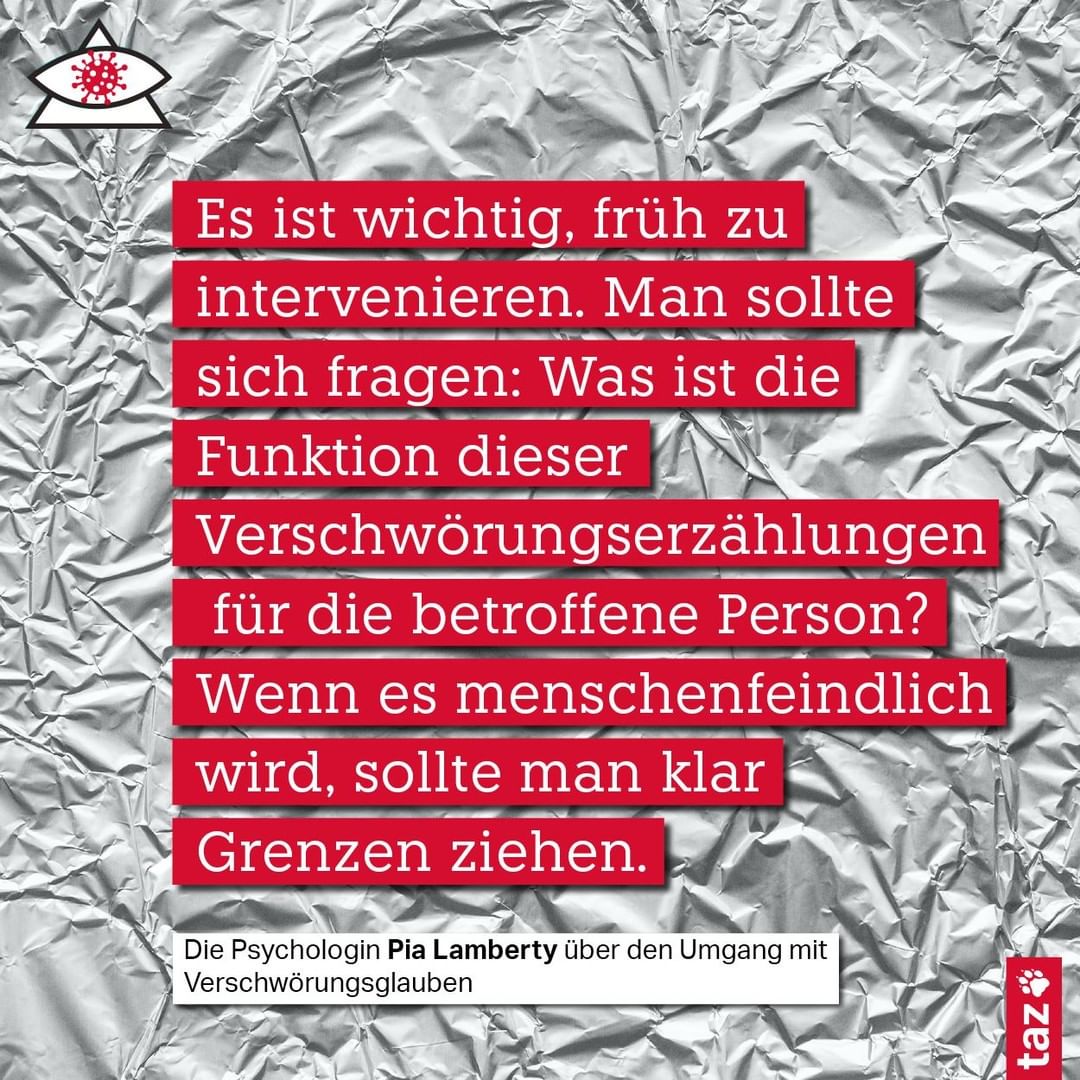 Es ist wichtig, früh zu
intervenieren. Man sollte
sich fragen: Was ist die
Funktion dieser
Verschwörungserzählungen
für die betroffene Person?
Wenn es menschenfeindlich
wird, sollte man klar
Grenzen ziehen.
Die Psychologin Pia Lamberty über den Umgang mit
Verschwörungsglauben
taz